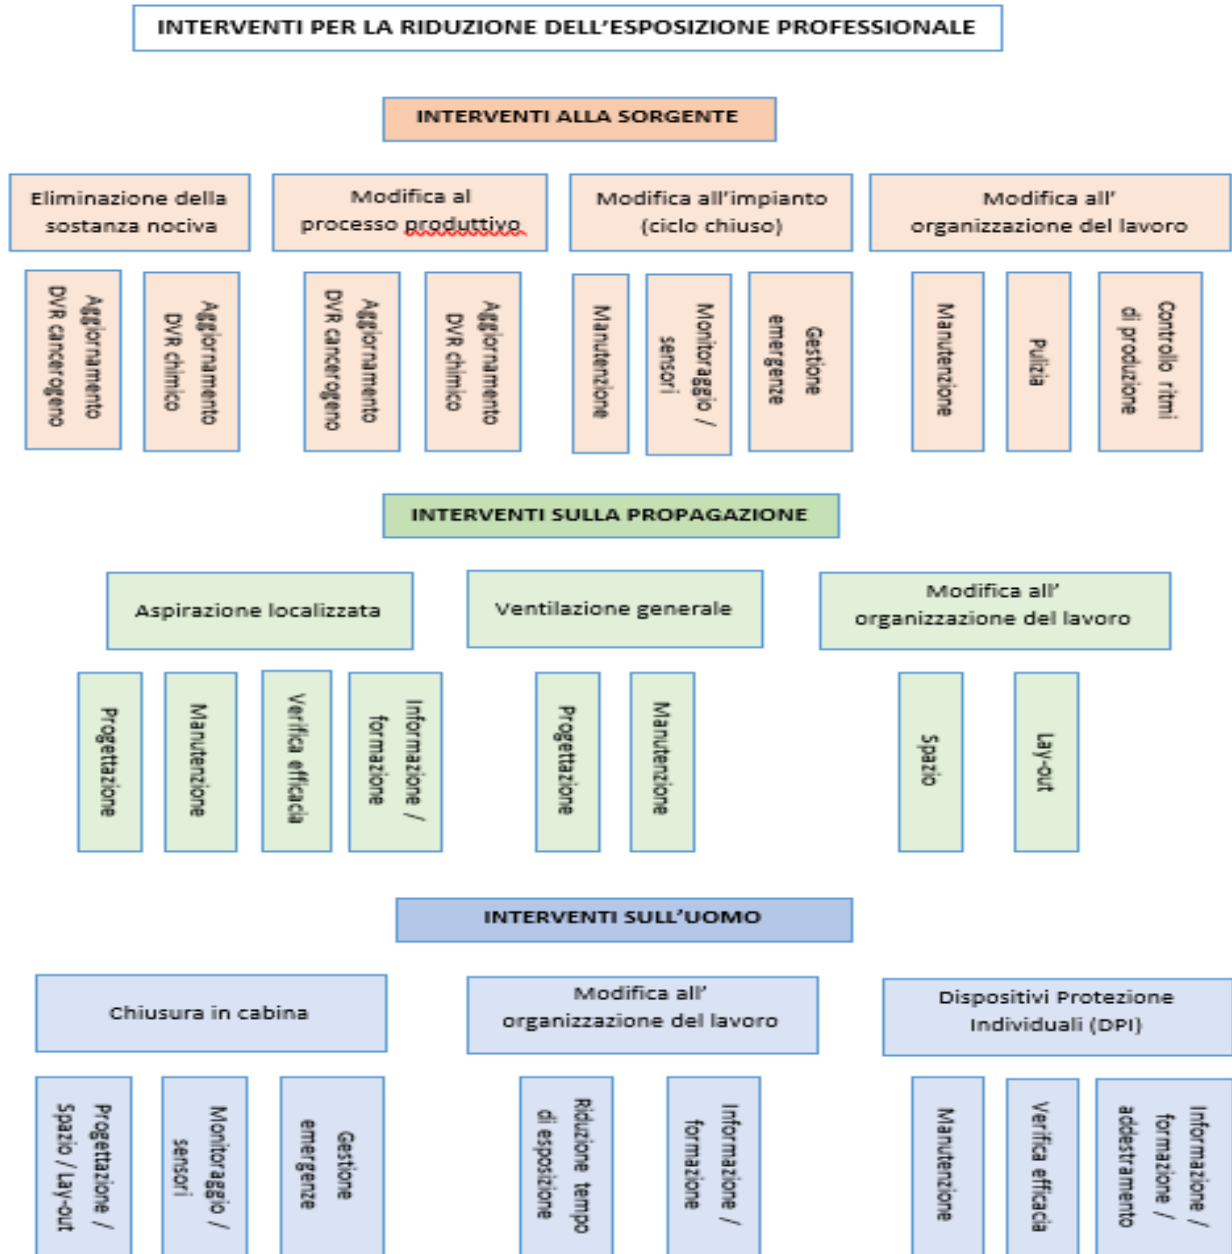 INTERVENTI PER LA RIDUZIONE DELL'ESPOSIZIONE PROFESSIONALE
INTERVENTI ALLA SORGENTE
Eliminazione della
sostanza nociva
Modifica al
processo produttivo
Modifica all'impianto
(ciclo chiuso)
Modifica all'
organizzazione del lavoro
Aggiornamento
DVR cancerogeno
Aggiornamento
DVR chimico
Aggiornamento
DVR cancerogeno
Aggiornamento
DVR chimico
Manutenzione
Monitoraggio /
sensori
Gestione
emergenze
Manutenzione
Pulizia
Controllo ritmi
di produzione
INTERVENTI SULLA PROPAGAZIONE
Aspirazione localizzata
Ventilazione generale
Modifica all'
organizzazione del lavoro
Progettazione
Manutenzione
Verifica efficacia
Informazione /
formazione
Progettazione
Manutenzione
Spazio
Lay-out
INTERVENTI SULL'UOMO
Chiusura in cabina
Modifica all'
organizzazione del lavoro
Dispositivi Protezione
Individuali (DPI)
Progettazione /
Spazio / Lay-out
Monitoraggio /
sensori
Gestione
emergenze
Riduzione tempo
di esposizione
Informazione /
formazione
Manutenzione
Verifica efficacia
Informazione /
formazione /
addestramento